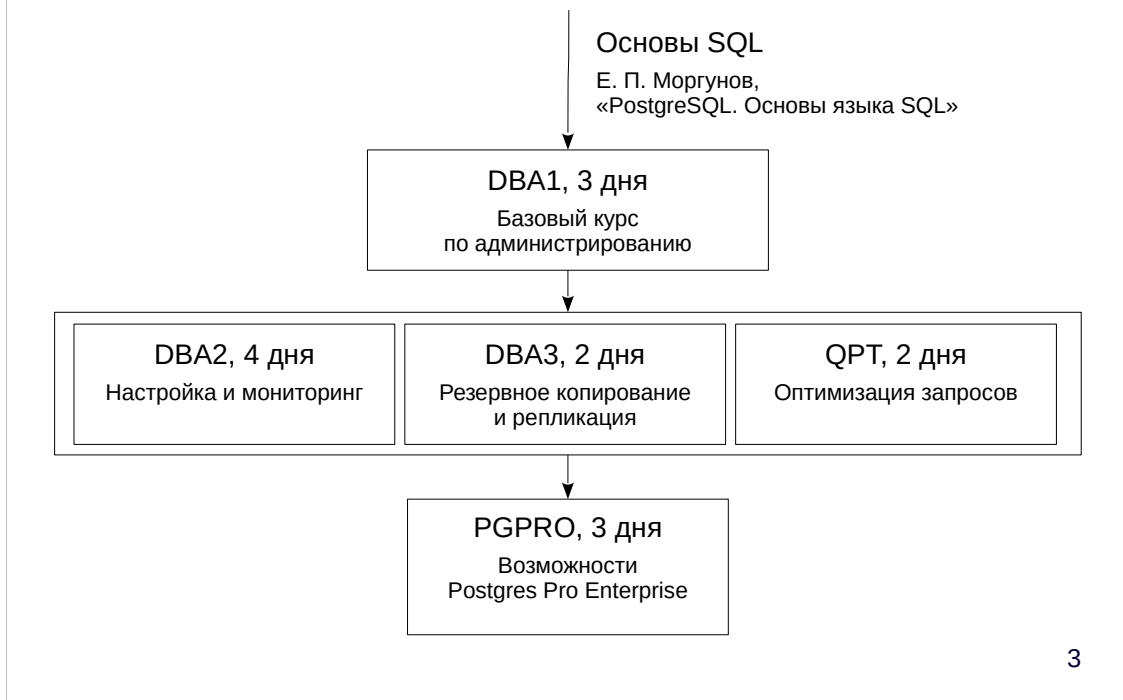 Основы SQL
Е. П. Моргунов,
«PostgreSQL. Основы языка SQL»
DBA1, 3 дня
Базовый курс
по администрированию
DBA2, 4 дня
Настройка и мониторинг
DBA3, 2 дня
Резервное копирование
и репликация
QPT, 2 дня
Оптимизация запросов
PGPRO, 3 дня
Возможности
Postgres Pro Enterprise
3